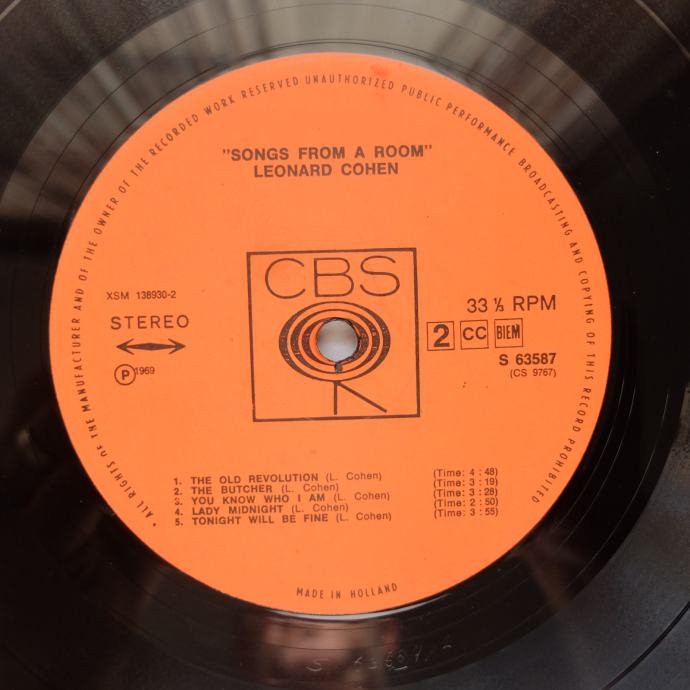 • ALL RIGHTS OF THE MANUFACTURER AND OF THE OWNER OF THE RECORDED WORK RESERVED UNAUTHORIZED PUBLIC PERFORMANCE BROADCASTING AND COPYING OF THIS RECORD PROHIBITED
"SONGS FROM A ROOM"
LEONARD COHEN
CBS
XSM 138930-2
STEREO
℗ 1969
33 ⅓ RPM
2 CC BIEM
S 63587
(CS 9767)
1. THE OLD REVOLUTION (L. Cohen) (Time: 4 : 48)
2. THE BUTCHER (L. Cohen) (Time: 3 : 19)
3. YOU KNOW WHO I AM (L. Cohen) (Time: 3 : 28)
4. LADY MIDNIGHT (L. Cohen) (Time: 2 : 50)
5. TONIGHT WILL BE FINE (L. Cohen) (Time: 3 : 55)
MADE IN HOLLAND